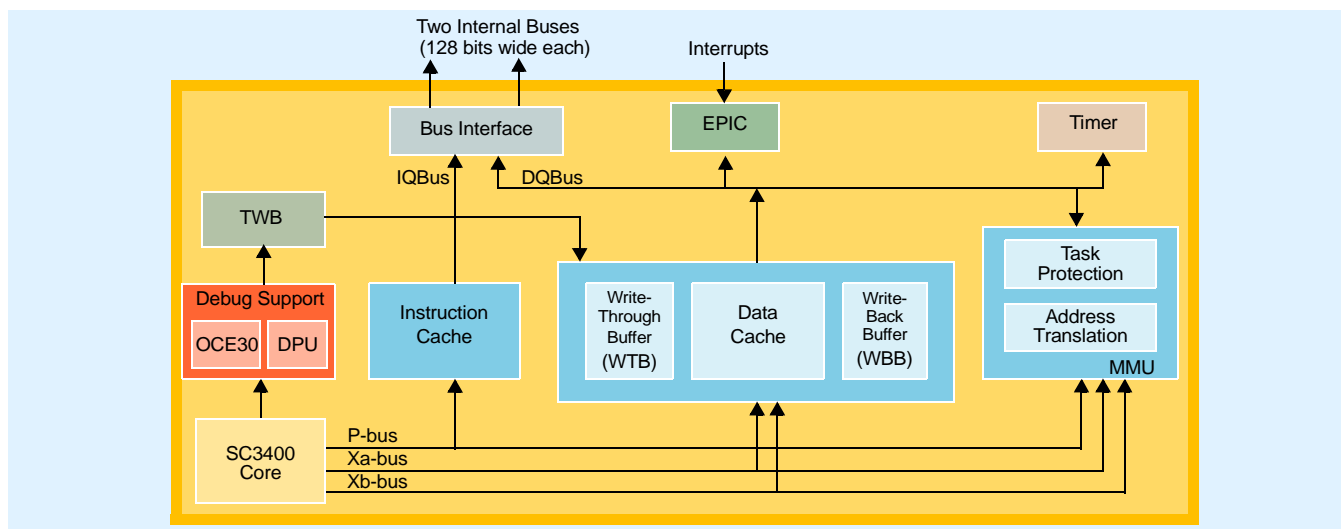 Two Internal Buses
(128 bits wide each)
Interrupts
Bus Interface
EPIC
Timer
IQBus
DQBus
TWB
Task
Protection
Debug Support
Instruction
Cache
Write-
Through
Buffer
(WTB)
Data
Cache
Write-
Back
Buffer
(WBB)
Address
Translation
OCE30
DPU
MMU
SC3400
Core
P-bus
Xa-bus
Xb-bus